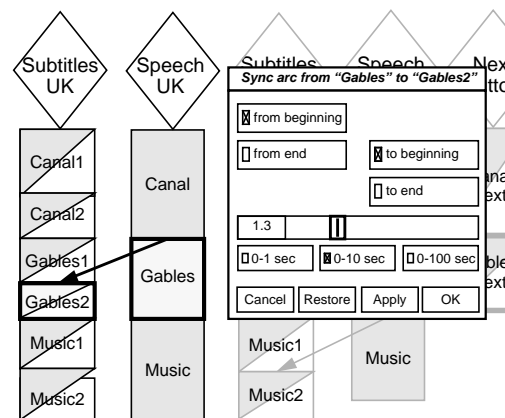 Subtitles
UK
Speech
UK
Subtitles
Speech
Nex
Sync arc from “Gables” to “Gables2”
from beginning
from end
to beginning
to end
1.3
0-1 sec
0-10 sec
0-100 sec
Cancel
Restore
Apply
OK
Canal1
Canal2
Gables1
Gables2
Music1
Music2
Canal
Gables
Music
Music1
Music2
Music